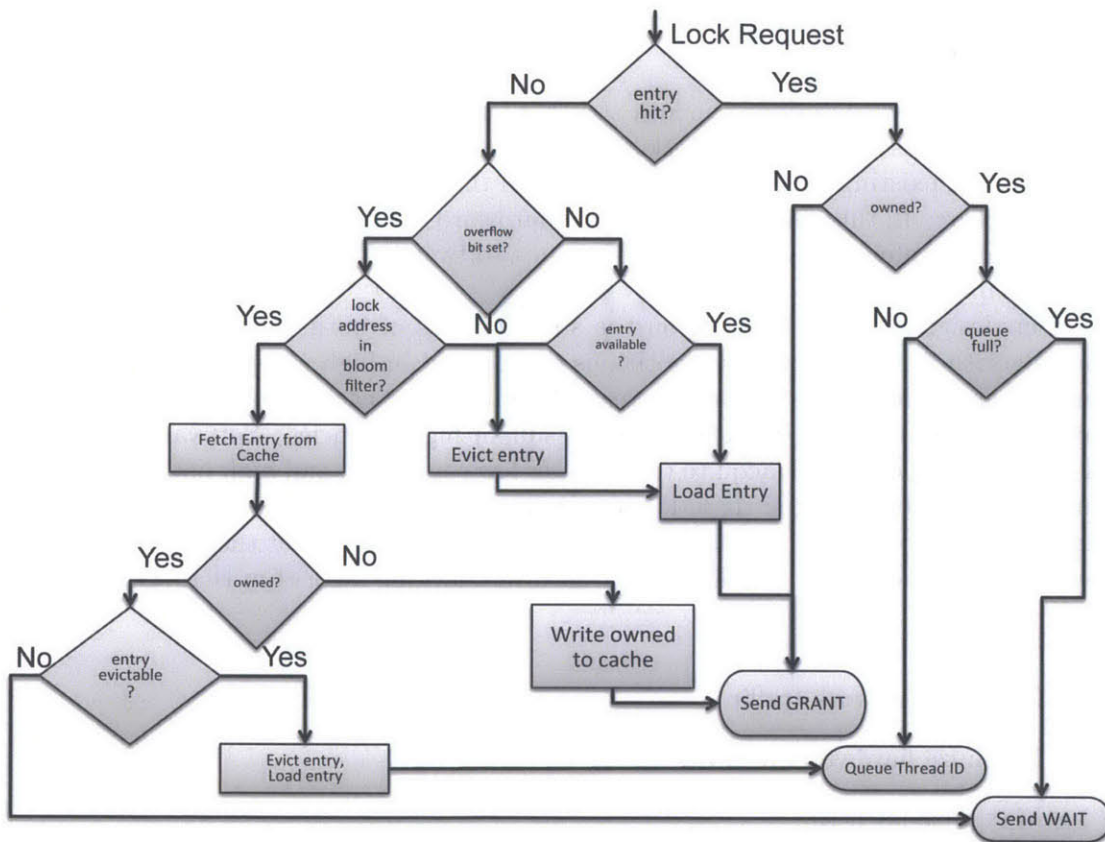 Lock Request
No
entry
hit?
Yes
No
owned?
Yes
Yes
overflow
bit set?
No
Yes
lock
address
in
bloom
filter?
No
entry
available
?
Yes
No
queue
full?
Yes
Fetch Entry from
Cache
Evict entry
Load Entry
Yes
owned?
No
No
entry
evictable
?
Yes
Write owned
to cache
Send GRANT
Evict entry,
Load entry
Queue Thread ID
Send WAIT